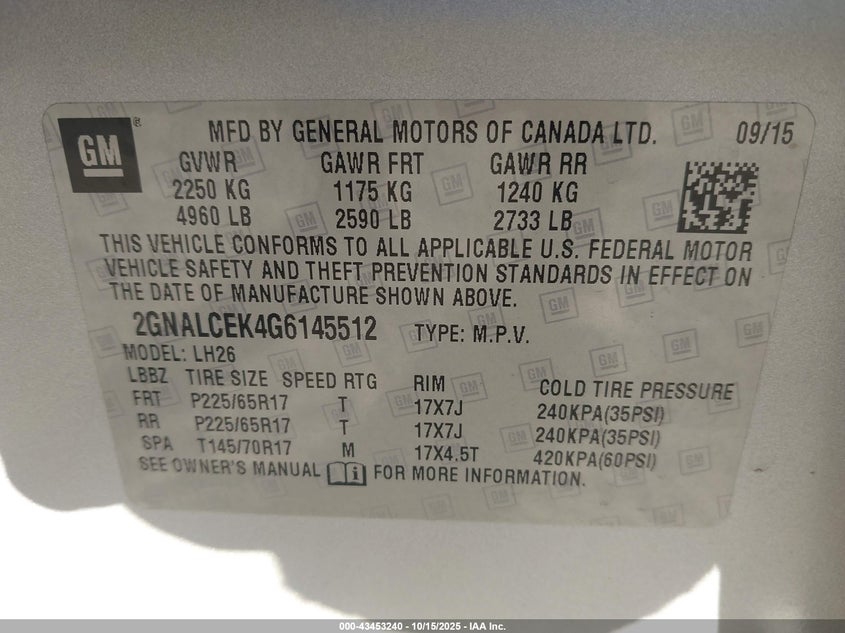 GM®
MFD BY GENERAL MOTORS OF CANADA LTD. 09/15
GVWR GAWR FRT GAWR RR
2250 KG 1175 KG 1240 KG
4960 LB 2590 LB 2733 LB
THIS VEHICLE CONFORMS TO ALL APPLICABLE U.S. FEDERAL MOTOR
VEHICLE SAFETY AND THEFT PREVENTION STANDARDS IN EFFECT ON
THE DATE OF MANUFACTURE SHOWN ABOVE.
2GNALCEK4G6145512 TYPE: M.P.V.
MODEL: LH26
LBBZ TIRE SIZE SPEED RTG RIM COLD TIRE PRESSURE
FRT P225/65R17 T 17X7J 240KPA(35PSI)
RR P225/65R17 T 17X7J 240KPA(35PSI)
SPA T145/70R17 M 17X4.5T 420KPA(60PSI)
SEE OWNER'S MANUAL FOR MORE INFORMATION.
000-43453240 - 10/15/2025 - IAA Inc.